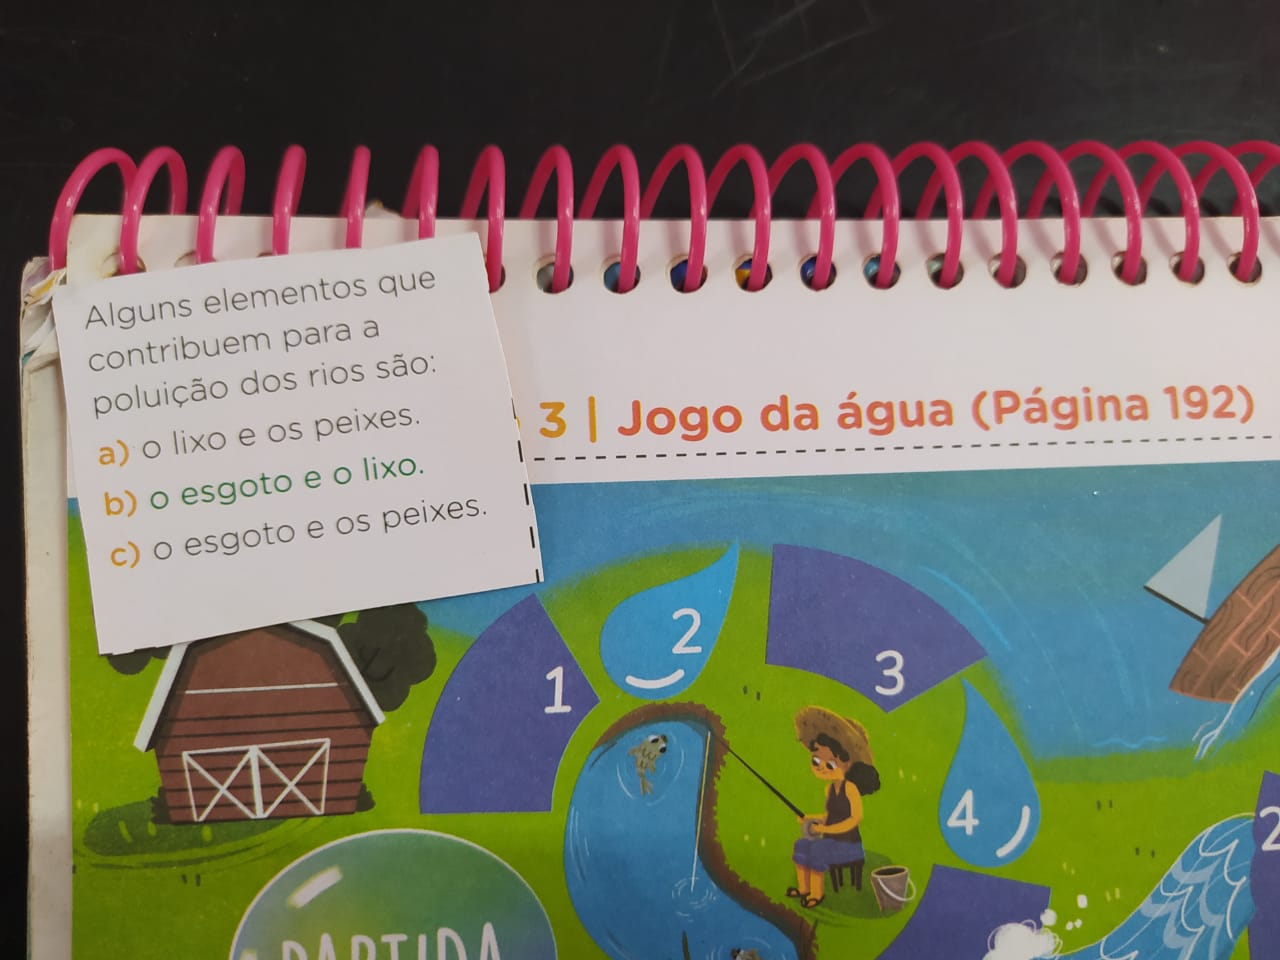 Alguns elementos que
contribuem para a
poluição dos rios são:
a) o lixo e os peixes.
b) o esgoto e o lixo.
c) o esgoto e os peixes.
3 | Jogo da água (Página 192)
1
2
3
4
2
PARTIDA